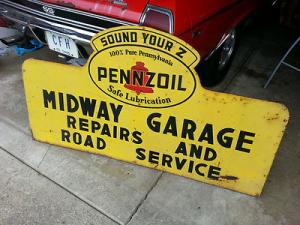 SOUND YOUR Z
100% Pure Pennsylvania
PENNZOIL
Safe Lubrication
MIDWAY GARAGE
REPAIRS AND
ROAD SERVICE